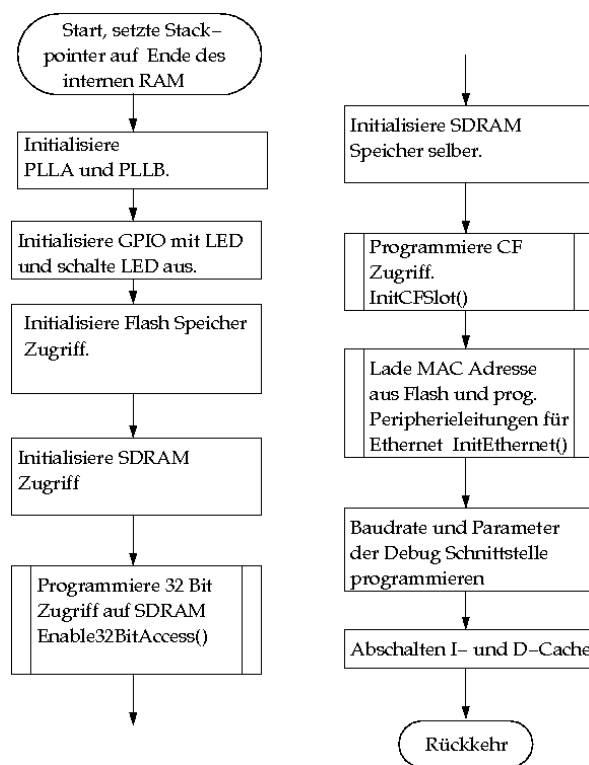 Start, setzte Stack–
pointer auf Ende des
internen RAM
Initialisiere
PLLA und PLLB.
Initialisiere GPIO mit LED
und schalte LED aus.
Initialisiere Flash Speicher
Zugriff.
Initialisiere SDRAM
Zugriff
Programmiere 32 Bit
Zugriff auf SDRAM
Enable32BitAccess()
Initialisiere SDRAM
Speicher selber.
Programmiere CF
Zugriff.
InitCFSlot()
Lade MAC Adresse
aus Flash und prog.
Peripherieleitungen für
Ethernet InitEthernet()
Baudrate und Parameter
der Debug Schnittstelle
programmieren
Abschalten I– und D–Cache
Rückkehr